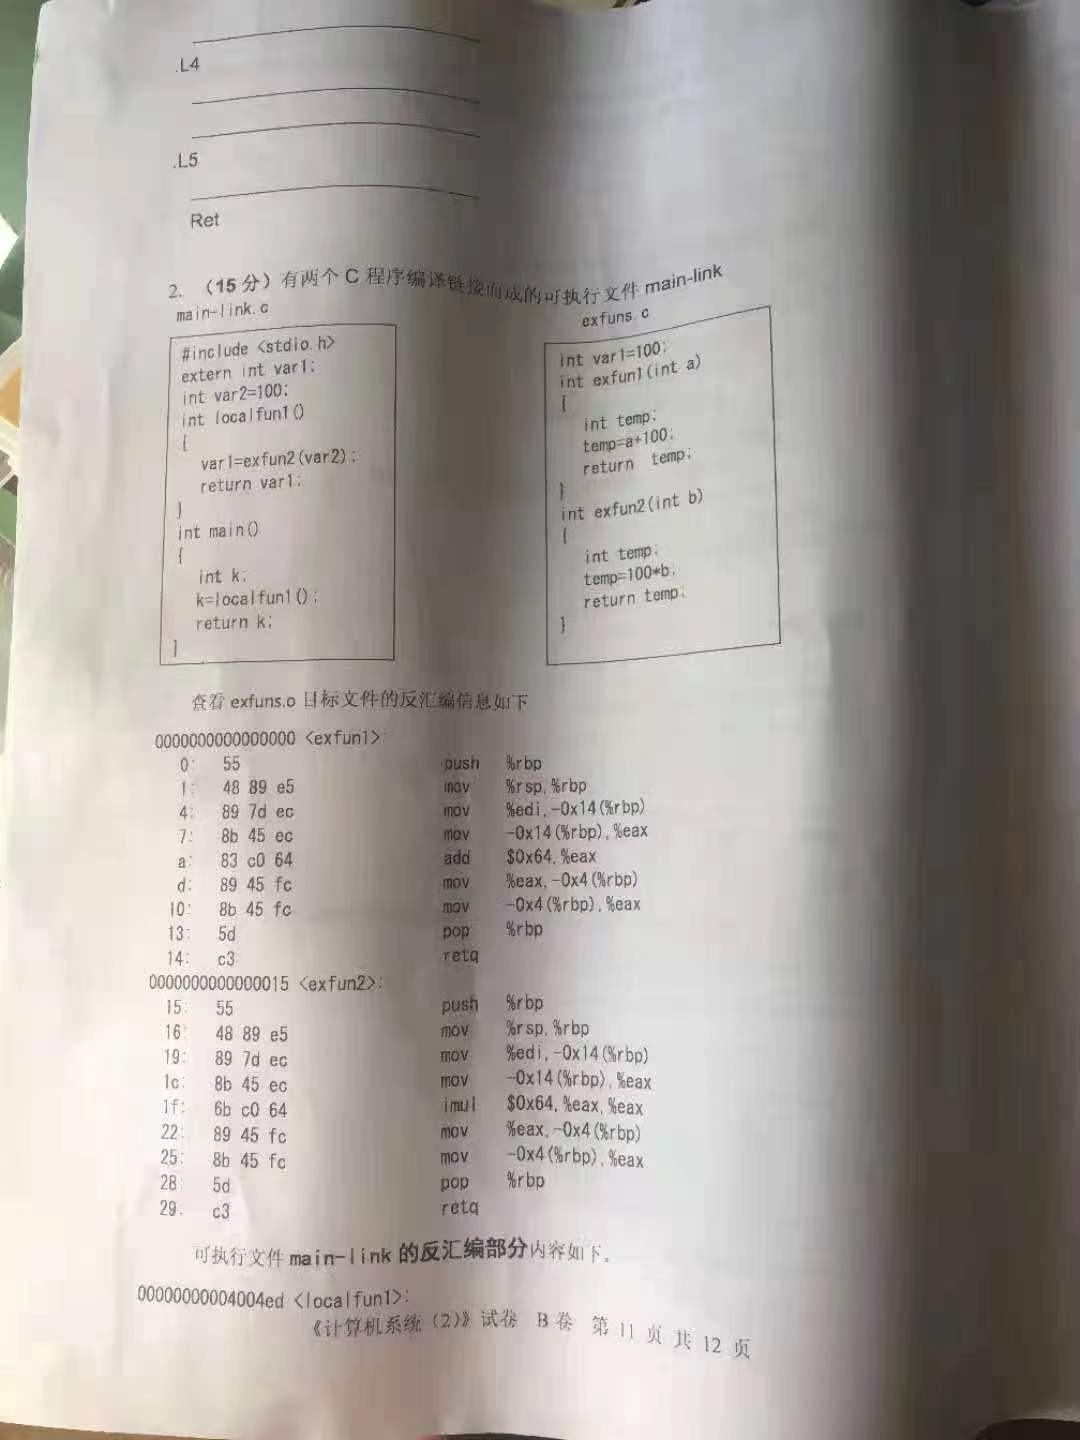 .L4
.L5
Ret
2. （15 分）有两个 C 程序编译链接而成的可执行文件 main-link
main-link.c
#include <stdio.h>
extern int var1;
int var2=100;
int localfun1()
{
var1=exfun2(var2);
return var1;
}
int main()
{
int k;
k=localfun1();
return k;
}
exfuns.c
int var1=100;
int exfun1(int a)
{
int temp;
temp=a+100;
return temp;
}
int exfun2(int b)
{
int temp;
temp=100*b;
return temp;
}
查看 exfuns.o 目标文件的反汇编信息如下
0000000000000000 <exfun1>:
0: 55 push %rbp
1: 48 89 e5 mov %rsp,%rbp
4: 89 7d ec mov %edi,-0x14(%rbp)
7: 8b 45 ec mov -0x14(%rbp),%eax
a: 83 c0 64 add $0x64,%eax
d: 89 45 fc mov %eax,-0x4(%rbp)
10: 8b 45 fc mov -0x4(%rbp),%eax
13: 5d pop %rbp
14: c3 retq
0000000000000015 <exfun2>:
15: 55 push %rbp
16: 48 89 e5 mov %rsp,%rbp
19: 89 7d ec mov %edi,-0x14(%rbp)
1c: 8b 45 ec mov -0x14(%rbp),%eax
1f: 6b c0 64 imul $0x64,%eax,%eax
22: 89 45 fc mov %eax,-0x4(%rbp)
25: 8b 45 fc mov -0x4(%rbp),%eax
28: 5d pop %rbp
29: c3 retq
可执行文件 main-link 的反汇编部分内容如下。
00000000004004ed <localfun1>:
《计算机系统（2）》试卷 B 卷 第 11 页 共 12 页